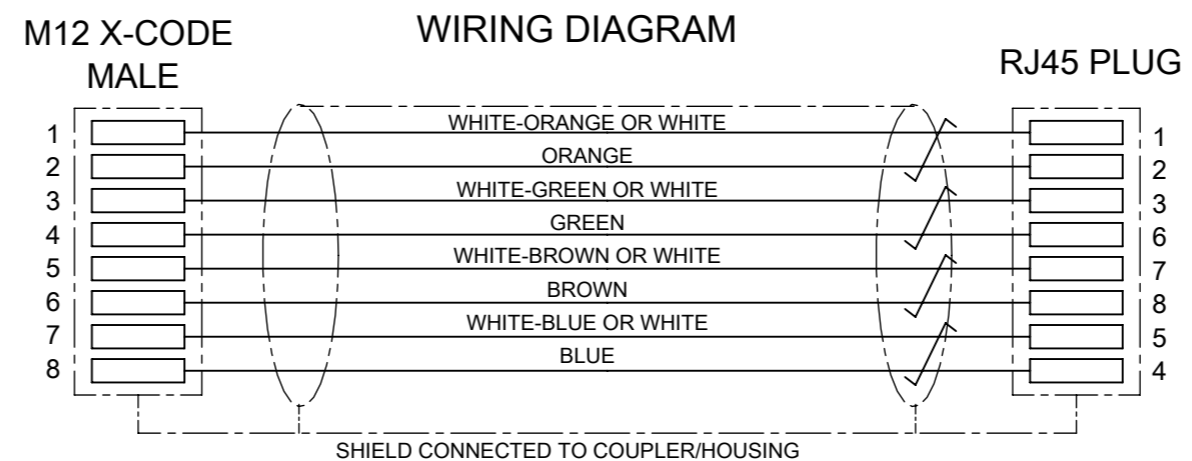 WIRING DIAGRAM
M12 X-CODE
MALE
RJ45 PLUG
1 WHITE-ORANGE OR WHITE 1
2 ORANGE 2
3 WHITE-GREEN OR WHITE 3
4 GREEN 6
5 WHITE-BROWN OR WHITE 7
6 BROWN 8
7 WHITE-BLUE OR WHITE 5
8 BLUE 4
SHIELD CONNECTED TO COUPLER/HOUSING